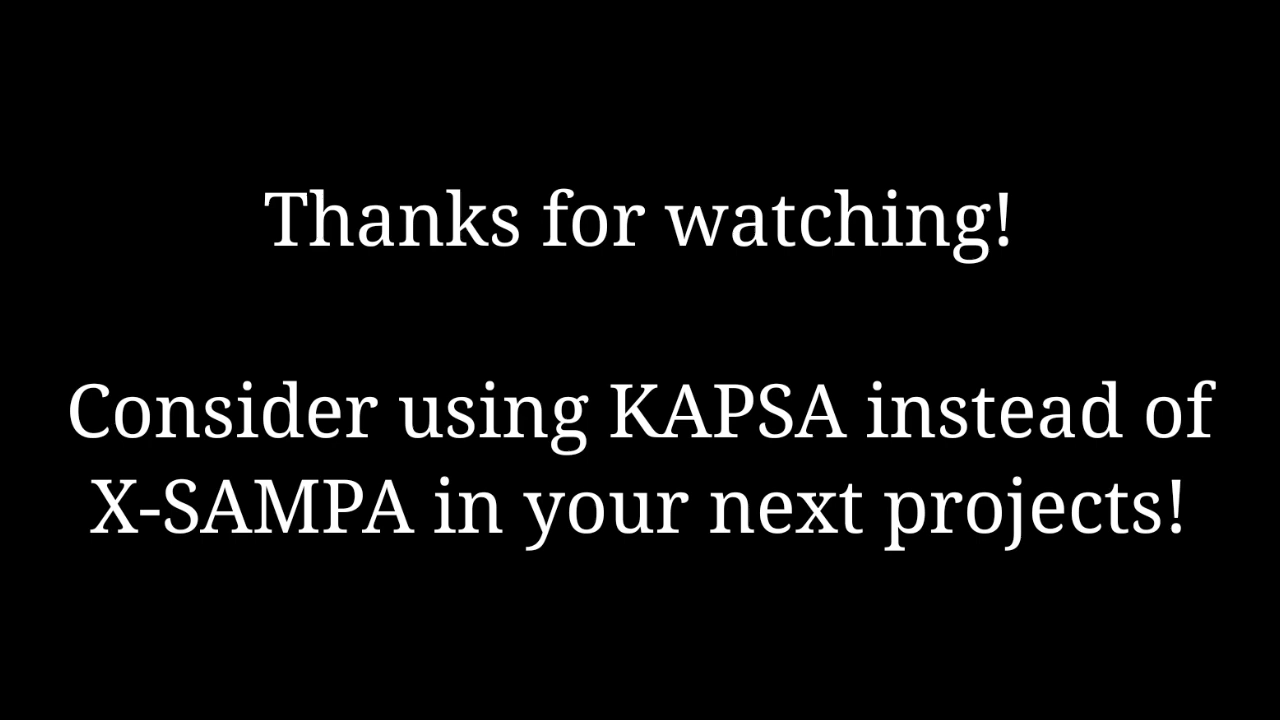 Thanks for watching!
Consider using KAPSA instead of
X-SAMPA in your next projects!